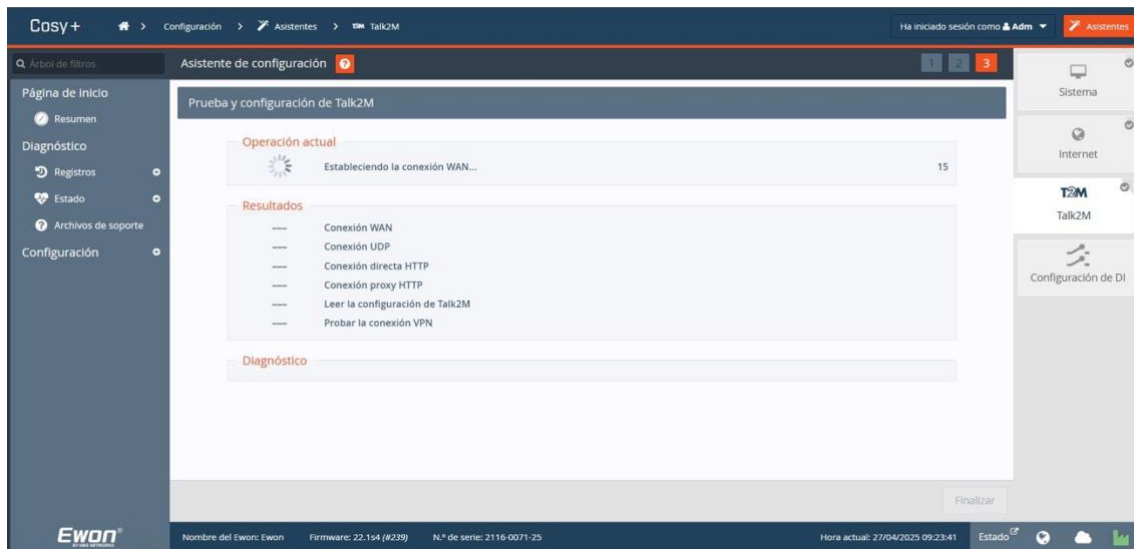 Cosy+
> Configuración > Asistentes > T2M Talk2M
Ha iniciado sesión como Adm
Asistentes
Árbol de filtros
Asistente de configuración ?
1 2 3
Página de inicio
Resumen
Diagnóstico
Registros
Estado
Archivos de soporte
Configuración
Prueba y configuración de Talk2M
Operación actual
Estableciendo la conexión WAN... 15
Resultados
---- Conexión WAN
---- Conexión UDP
---- Conexión directa HTTP
---- Conexión proxy HTTP
---- Leer la configuración de Talk2M
---- Probar la conexión VPN
Diagnóstico
Finalizar
Sistema
Internet
T2M
Talk2M
Configuración de DI
Ewon®
BY HMS NETWORKS
Nombre del Ewon: Ewon Firmware: 22.1s4 (#239) N.º de serie: 2116-0071-25 Hora actual: 27/04/2025 09:23:41 Estado